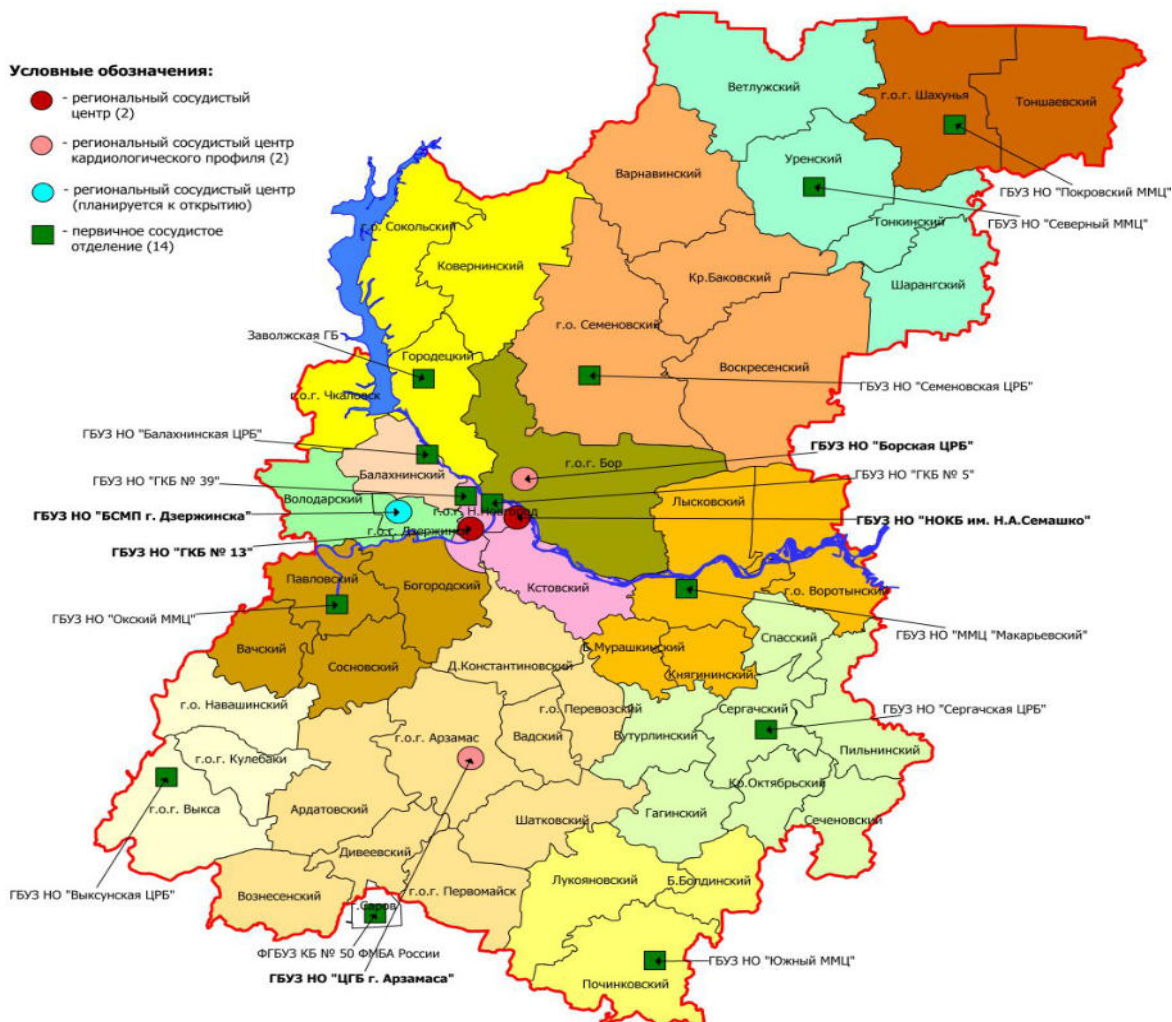 Условные обозначения:
- региональный сосудистый
центр (2)
- региональный сосудистый центр
кардиологического профиля (2)
- региональный сосудистый центр
(планируется к открытию)
- первичное сосудистое
отделение (14)
Ветлужский
г.о.г. Шахунья
Тоншаевский
Уренский
Варнавинский
ГБУЗ НО "Покровский ММЦ"
г.о. Сокольский
Тонкинский
ГБУЗ НО "Северный ММЦ"
Ковернинский
Кр.Баковский
Шарангский
г.о. Семеновский
Заволжская ГБ
Городецкий
Воскресенский
ГБУЗ НО "Семеновская ЦРБ"
г.о.г. Чкаловск
ГБУЗ НО "Балахнинская ЦРБ"
ГБУЗ НО "Борская ЦРБ"
Балахнинский
г.о.г. Бор
ГБУЗ НО "ГКБ № 5"
ГБУЗ НО "ГКБ № 39"
Володарский
Лысковский
ГБУЗ НО "БСМП г. Дзержинска"
г.о.г. Н.Новгород
ГБУЗ НО "НОКБ им. Н.А.Семашко"
г.о.г. Дзержинск
ГБУЗ НО "ГКБ № 13"
Павловский
Богородский
Кстовский
г.о. Воротынский
ГБУЗ НО "Окский ММЦ"
Спасский
ГБУЗ НО "ММЦ "Макарьевский"
Вачский
Сосновский
Б.Мурашкинский
Д.Константиновский
Княгининский
г.о. Навашинский
г.о. Перевозский
Сергачский
ГБУЗ НО "Сергачская ЦРБ"
г.о.г. Арзамас
Вадский
Вутурлинский
Пильнинский
г.о.г. Кулебаки
Кр.Октябрьский
г.о.г. Выкса
Ардатовский
Шатковский
Гагинский
Сеченовский
Дивеевский
Лукояновский
Б.Болдинский
ГБУЗ НО "Выксунская ЦРБ"
Вознесенский
г.о.г. Первомайск
г.Саров
ФГБУЗ КБ № 50 ФМБА России
ГБУЗ НО "ЦГБ г. Арзамаса"
ГБУЗ НО "Южный ММЦ"
Починковский